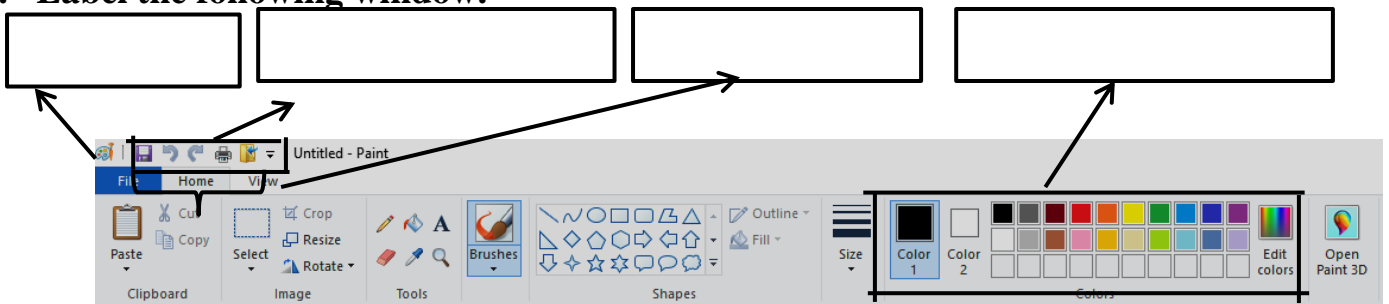 Label the following window.
Untitled - Paint
File Home View
Cut Crop Outline
Copy Resize A Fill
Paste Select Rotate Brushes Size Color 1 Color 2 Edit colors Open Paint 3D
Clipboard Image Tools Shapes Colors